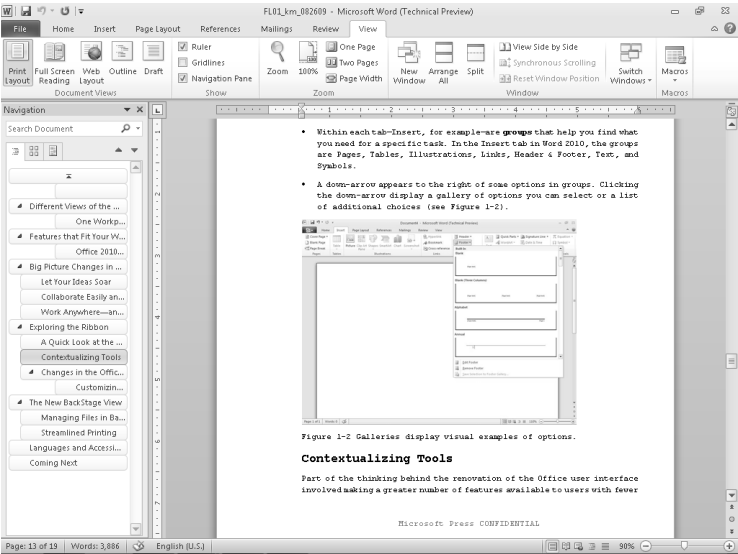 FL01_km_082609 - Microsoft Word (Technical Preview)
File Home Insert Page Layout References Mailings Review View
Print Layout
Full Screen Reading
Web Layout
Outline
Draft
Document Views
Ruler
Gridlines
Navigation Pane
Show
Zoom
100%
One Page
Two Pages
Page Width
Zoom
New Window
Arrange All
Split
View Side by Side
Synchronous Scrolling
Reset Window Position
Window
Switch Windows
Macros
Macros
Navigation
Search Document
Different Views of the ...
One Workp...
Features that Fit Your W...
Office 2010...
Big Picture Changes in ...
Let Your Ideas Soar
Collaborate Easily an...
Work Anywhere—an...
Exploring the Ribbon
A Quick Look at the ...
Contextualizing Tools
Changes in the Offic...
Customizin...
The New BackStage View
Managing Files in Ba...
Streamlined Printing
Languages and Accessi...
Coming Next
• Within each tab—Insert, for example—are groups that help you find what
you need for a specific task. In the Insert tab in Word 2010, the groups
are Pages, Tables, Illustrations, Links, Header & Footer, Text, and
Symbols.
• A down-arrow appears to the right of some options in groups. Clicking
the down-arrow display a gallery of options you can select or a list
of additional choices (see Figure 1-2).
Figure 1-2 Galleries display visual examples of options.
Contextualizing Tools
Part of the thinking behind the renovation of the Office user interface
involved making a greater number of features available to users with fewer
Microsoft Press CONFIDENTIAL
Page: 13 of 19 Words: 3,886 English (U.S.) 90%